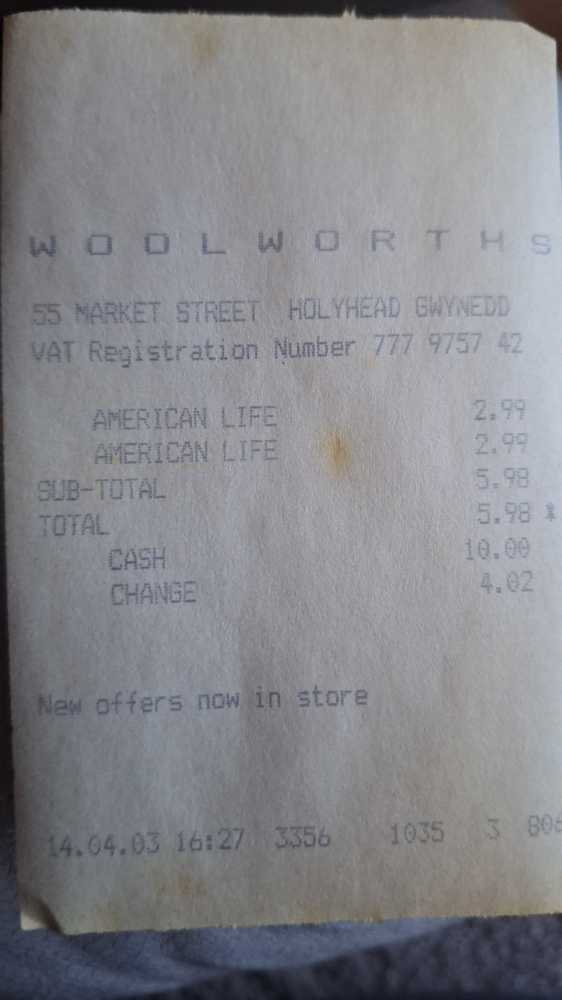 WOOLWORTHS
55 MARKET STREET HOLYHEAD GWYNEDD
VAT Registration Number 777 9757 42
AMERICAN LIFE 2.99
AMERICAN LIFE 2.99
SUB-TOTAL 5.98
TOTAL 5.98 *
CASH 10.00
CHANGE 4.02
New offers now in store
14.04.03 16:27 3356 1035 3 806